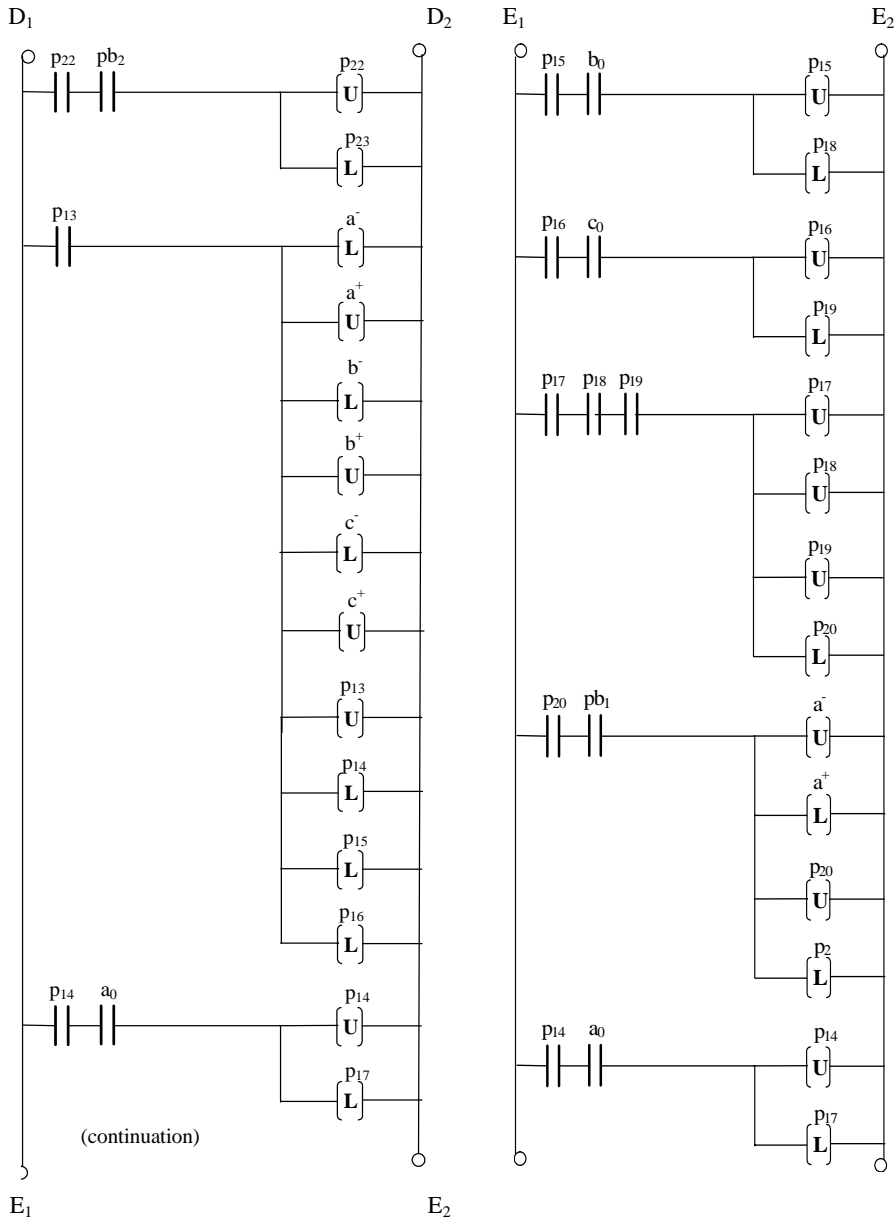 D₁ D₂
p₂₂ pb₂ p₂₂
U
p₂₃
L
p₁₃ a⁻
L
a⁺
U
b⁻
L
b⁺
U
c⁻
L
c⁺
U
p₁₃
U
p₁₄
L
p₁₅
L
p₁₆
L
p₁₄ a₀ p₁₄
U
p₁₇
L
(continuation)
E₁ E₂
E₁ E₂
p₁₅ b₀ p₁₅
U
p₁₈
L
p₁₆ c₀ p₁₆
U
p₁₉
L
p₁₇ p₁₈ p₁₉ p₁₇
U
p₁₈
U
p₁₉
U
p₂₀
L
p₂₀ pb₁ a⁻
U
a⁺
L
p₂₀
U
p₂
L
p₁₄ a₀ p₁₄
U
p₁₇
L